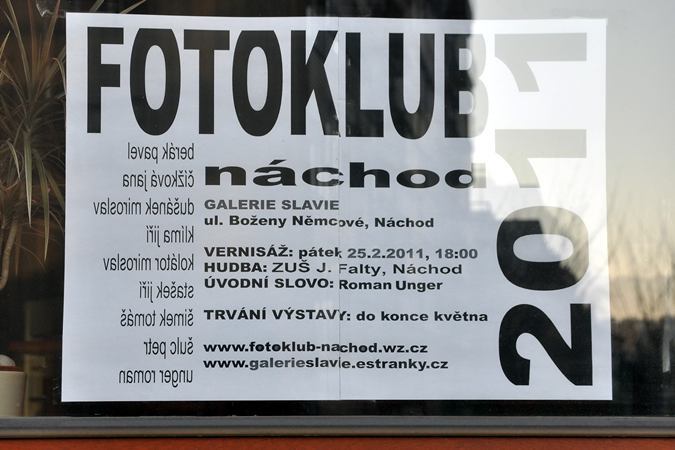 FOTOKLUB
2011
náchod
berák pavel
čížková jana
dušánek miroslav
klíma jiří
kolátor miroslav
stašek jiří
šimek tomáš
šulc petr
unger roman
GALERIE SLAVIE
ul. Boženy Němcové, Náchod
VERNISÁŽ: pátek 25.2.2011, 18:00
HUDBA: ZUŠ J. Falty, Náchod
ÚVODNÍ SLOVO: Roman Unger
TRVÁNÍ VÝSTAVY: do konce května
www.fotoklub-nachod.wz.cz
www.galerieslavie.estranky.cz